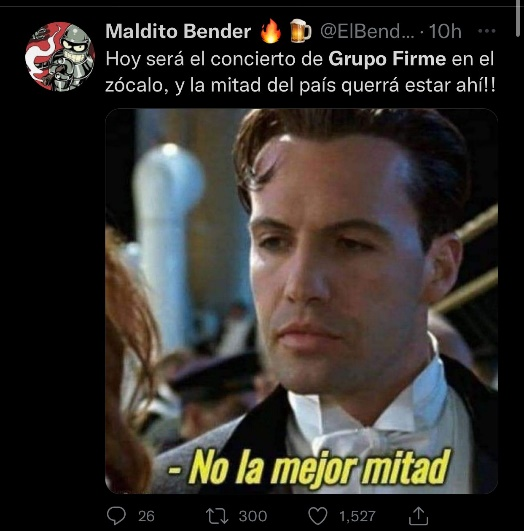 Maldito Bender 🔥 🍺 @ElBend... · 10h ...
Hoy será el concierto de Grupo Firme en el
zócalo, y la mitad del país querrá estar ahí!!
- No la mejor mitad
26 300 1,527